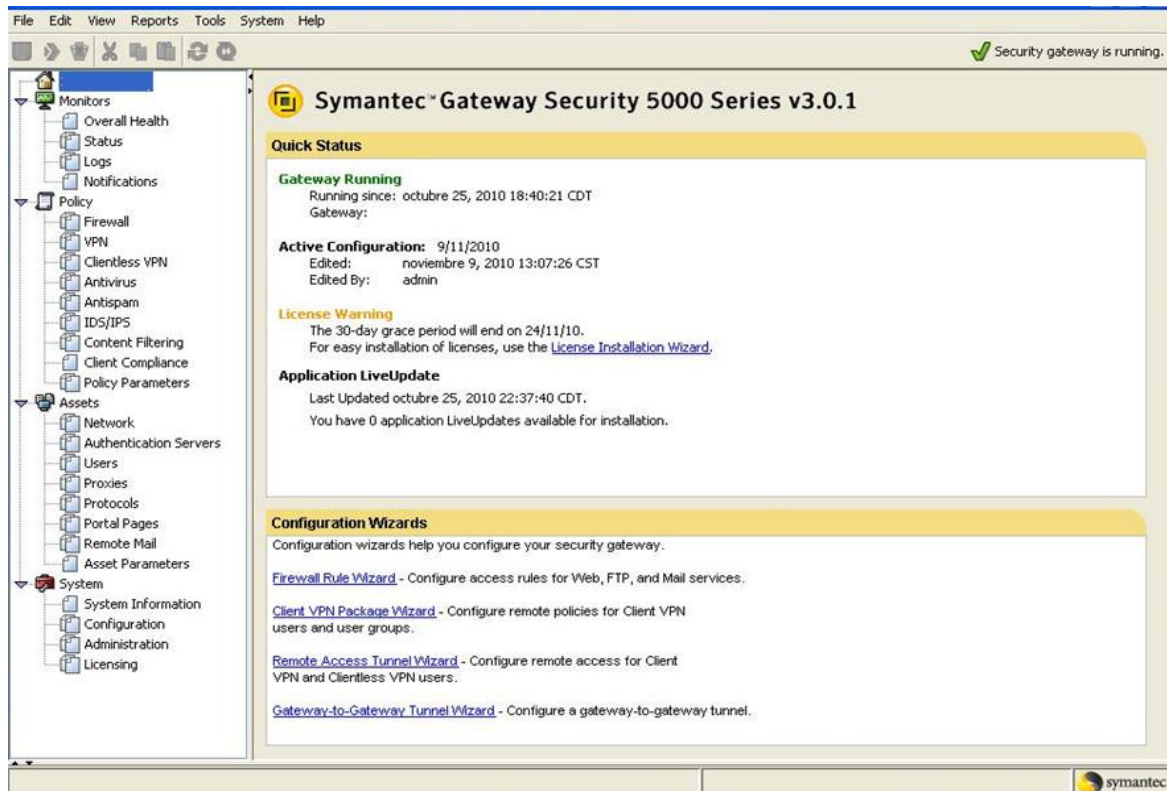 File Edit View Reports Tools System Help
Security gateway is running.
Monitors
Overall Health
Status
Logs
Notifications
Policy
Firewall
VPN
Clientless VPN
Antivirus
Antispam
IDS/IPS
Content Filtering
Client Compliance
Policy Parameters
Assets
Network
Authentication Servers
Users
Proxies
Protocols
Portal Pages
Remote Mail
Asset Parameters
System
System Information
Configuration
Administration
Licensing
Symantec™ Gateway Security 5000 Series v3.0.1
Quick Status
Gateway Running
Running since: octubre 25, 2010 18:40:21 CDT
Gateway:
Active Configuration: 9/11/2010
Edited: noviembre 9, 2010 13:07:26 CST
Edited By: admin
License Warning
The 30-day grace period will end on 24/11/10.
For easy installation of licenses, use the License Installation Wizard.
Application LiveUpdate
Last Updated octubre 25, 2010 22:37:40 CDT.
You have 0 application LiveUpdates available for installation.
Configuration Wizards
Configuration wizards help you configure your security gateway.
Firewall Rule Wizard - Configure access rules for Web, FTP, and Mail services.
Client VPN Package Wizard - Configure remote policies for Client VPN
users and user groups.
Remote Access Tunnel Wizard - Configure remote access for Client
VPN and Clientless VPN users.
Gateway-to-Gateway Tunnel Wizard - Configure a gateway-to-gateway tunnel.
symantec